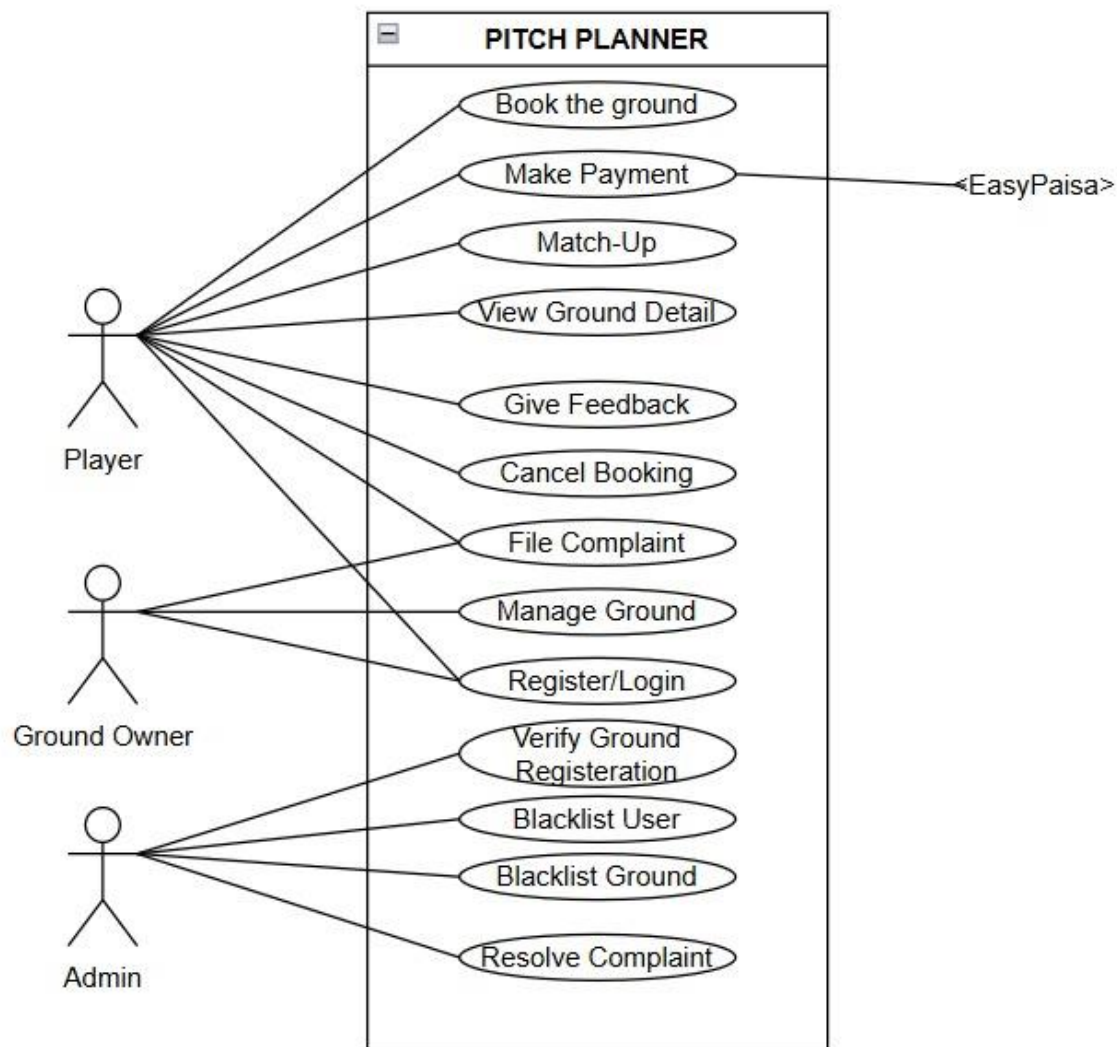 PITCH PLANNER
Book the ground
Make Payment
<EasyPaisa>
Match-Up
View Ground Detail
Give Feedback
Cancel Booking
Player
File Complaint
Manage Ground
Register/Login
Ground Owner
Verify Ground
Registeration
Blacklist User
Blacklist Ground
Resolve Complaint
Admin